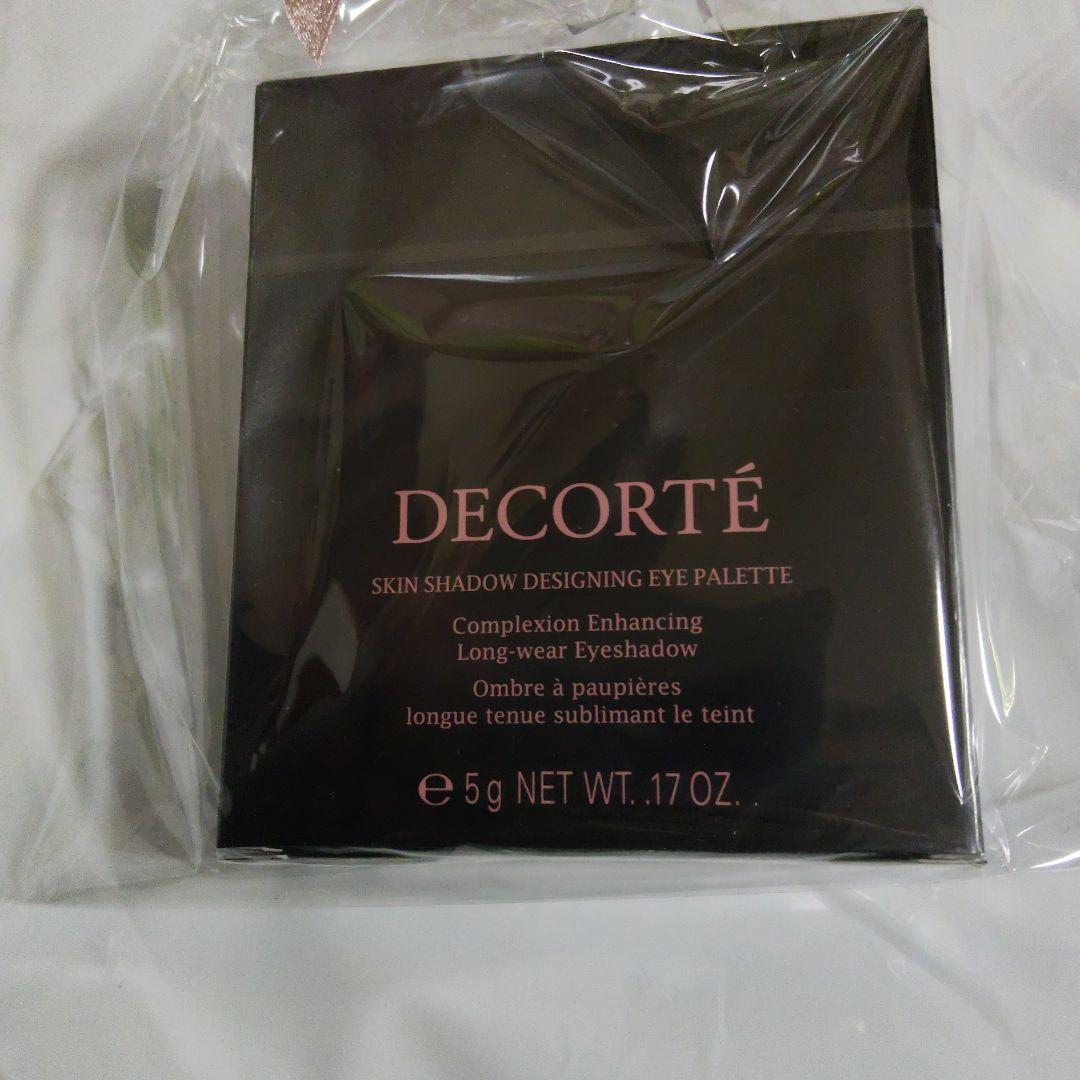 DECORTÉ
SKIN SHADOW DESIGNING EYE PALETTE
Complexion Enhancing
Long-wear Eyeshadow
Ombre à paupières
longue tenue sublimant le teint
℮ 5g NET WT. .17 OZ.